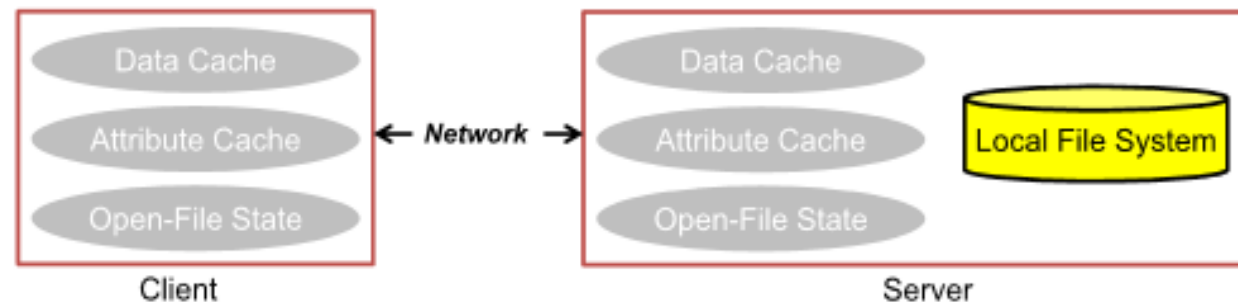 Data Cache
Attribute Cache
Open-File State
Client
Network
Data Cache
Attribute Cache
Open-File State
Local File System
Server